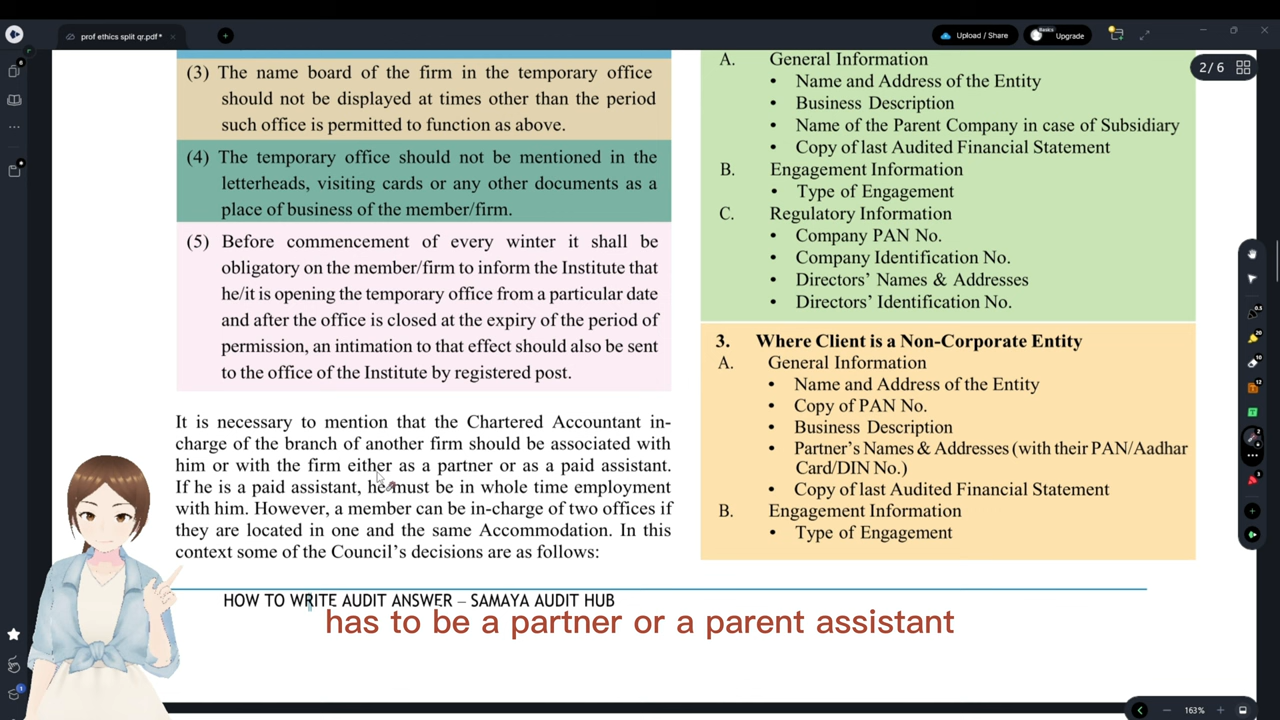 prof ethics split qr.pdf*
Upload / Share
Upgrade
2 / 6
(3) The name board of the firm in the temporary office
should not be displayed at times other than the period
such office is permitted to function as above.
(4) The temporary office should not be mentioned in the
letterheads, visiting cards or any other documents as a
place of business of the member/firm.
(5) Before commencement of every winter it shall be
obligatory on the member/firm to inform the Institute that
he/it is opening the temporary office from a particular date
and after the office is closed at the expiry of the period of
permission, an intimation to that effect should also be sent
to the office of the Institute by registered post.
It is necessary to mention that the Chartered Accountant in-
charge of the branch of another firm should be associated with
him or with the firm either as a partner or as a paid assistant.
If he is a paid assistant, he must be in whole time employment
with him. However, a member can be in-charge of two offices if
they are located in one and the same Accommodation. In this
context some of the Council's decisions are as follows:
A. General Information
• Name and Address of the Entity
• Business Description
• Name of the Parent Company in case of Subsidiary
• Copy of last Audited Financial Statement
B. Engagement Information
• Type of Engagement
C. Regulatory Information
• Company PAN No.
• Company Identification No.
• Directors' Names & Addresses
• Directors' Identification No.
3. Where Client is a Non-Corporate Entity
A. General Information
• Name and Address of the Entity
• Copy of PAN No.
• Business Description
• Partner's Names & Addresses (with their PAN/Aadhar
Card/DIN No.)
• Copy of last Audited Financial Statement
B. Engagement Information
• Type of Engagement
HOW TO WRITE AUDIT ANSWER – SAMAYA AUDIT HUB
has to be a partner or a parent assistant
163%